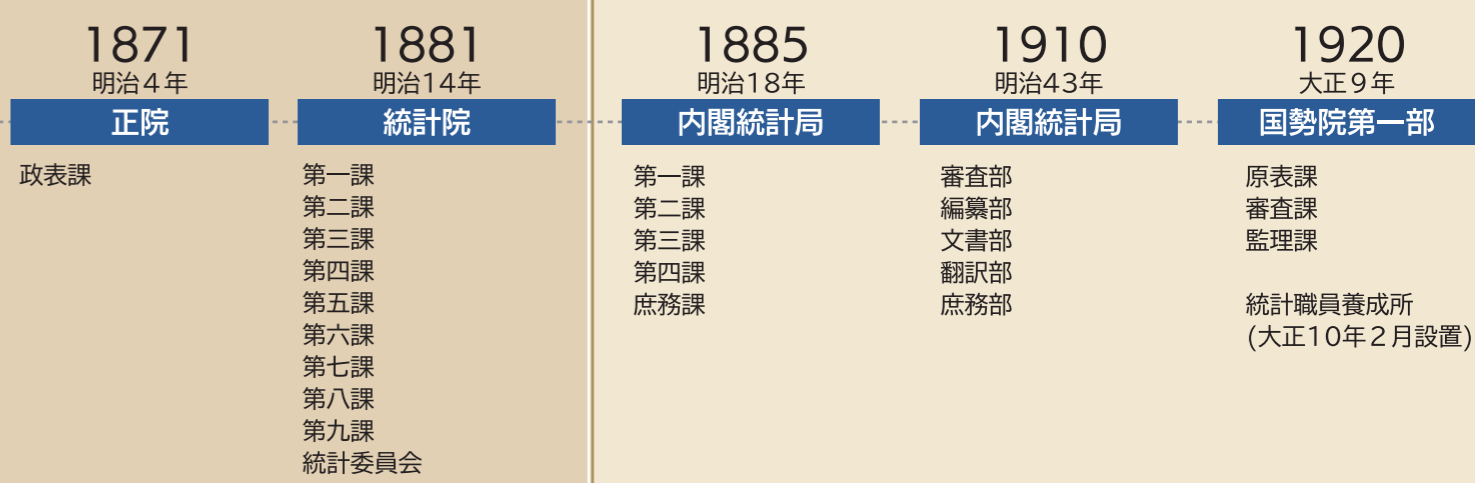 1871
明治４年
正院
政表課
1881
明治14年
統計院
第一課
第二課
第三課
第四課
第五課
第六課
第七課
第八課
第九課
統計委員会
1885
明治18年
内閣統計局
第一課
第二課
第三課
第四課
庶務課
1910
明治43年
内閣統計局
審査部
編纂部
文書部
翻訳部
庶務部
1920
大正９年
国勢院第一部
原表課
審査課
監理課
統計職員養成所
(大正10年２月設置)